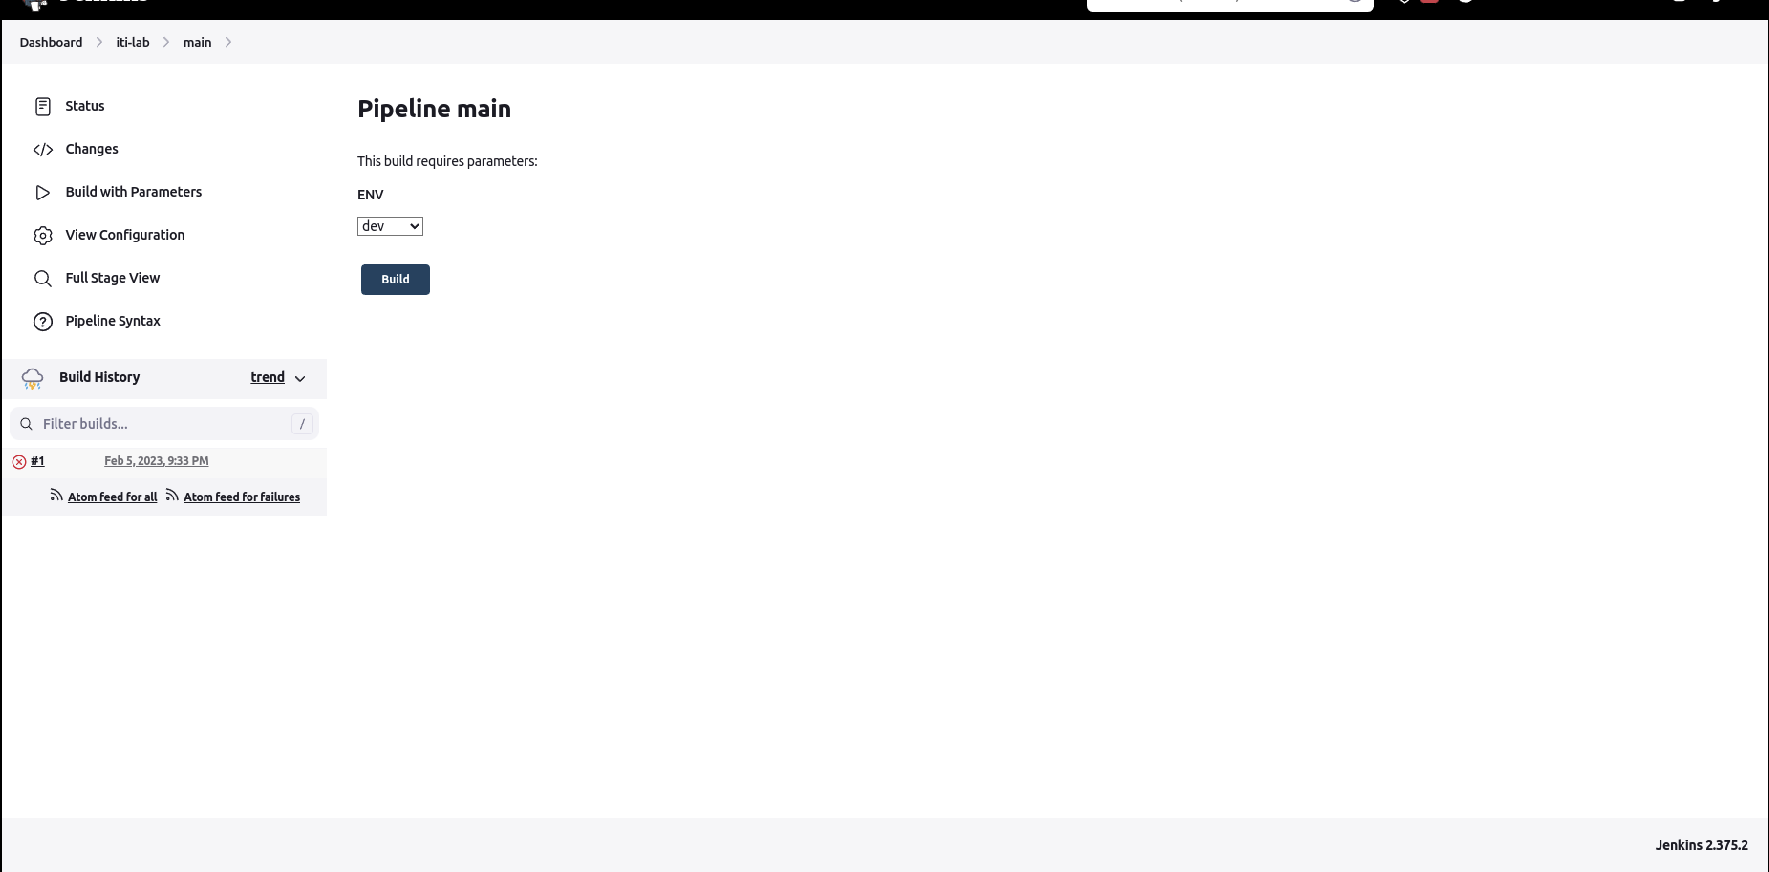 Dashboard iti-lab main
Status
Changes
Build with Parameters
View Configuration
Full Stage View
Pipeline Syntax
Build History trend
Filter builds... /
#1 Feb 5, 2023, 9:33 PM
Atom feed for all Atom feed for failures
Pipeline main
This build requires parameters:
ENV
dev
Build
Jenkins 2.375.2